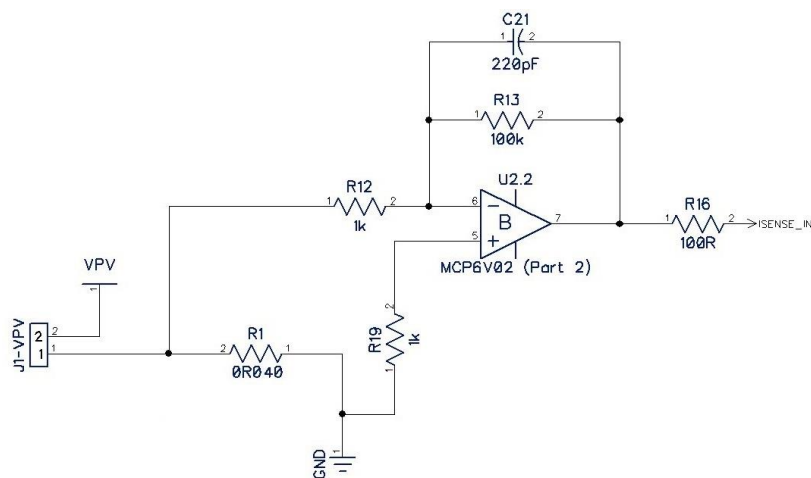 C21
1 2
220pF
R13
1 2
100k
R12
1 2
1k
U2.2
6 −
B
7
5 +
MCP6V02 (Part 2)
R16
1 2
100R
ISENSE_IN
VPV
1
2
R19
1k
1
J1-VPV
2 2
1 1
R1
2 1
0R040
GND
1